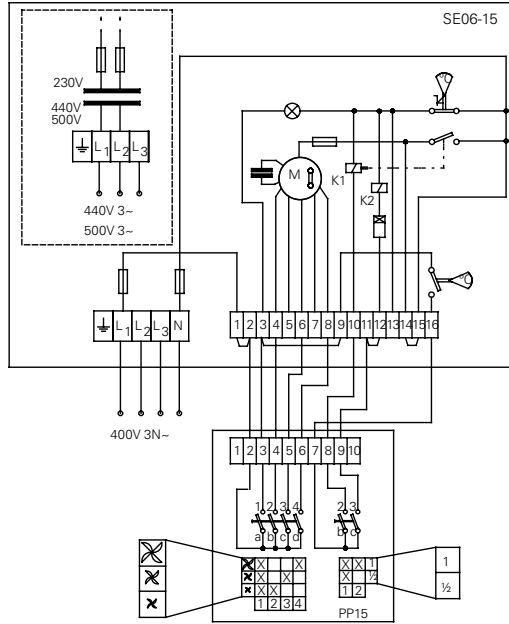 SE06-15
230V
440V
500V
L1 L2 L3
440V 3~
500V 3~
°C
M
K1
K2
°C
L1 L2 L3 N
1 2 3 4 5 6 7 8 9 10 11 12 13 14 15 16
400V 3N~
1 2 3 4 5 6 7 8 9 10
1 2 3 4
a b c d
2 3
b c
X X
X X
X X
1 2 3 4
X X 1
X ½
1 2
1
½
PP15